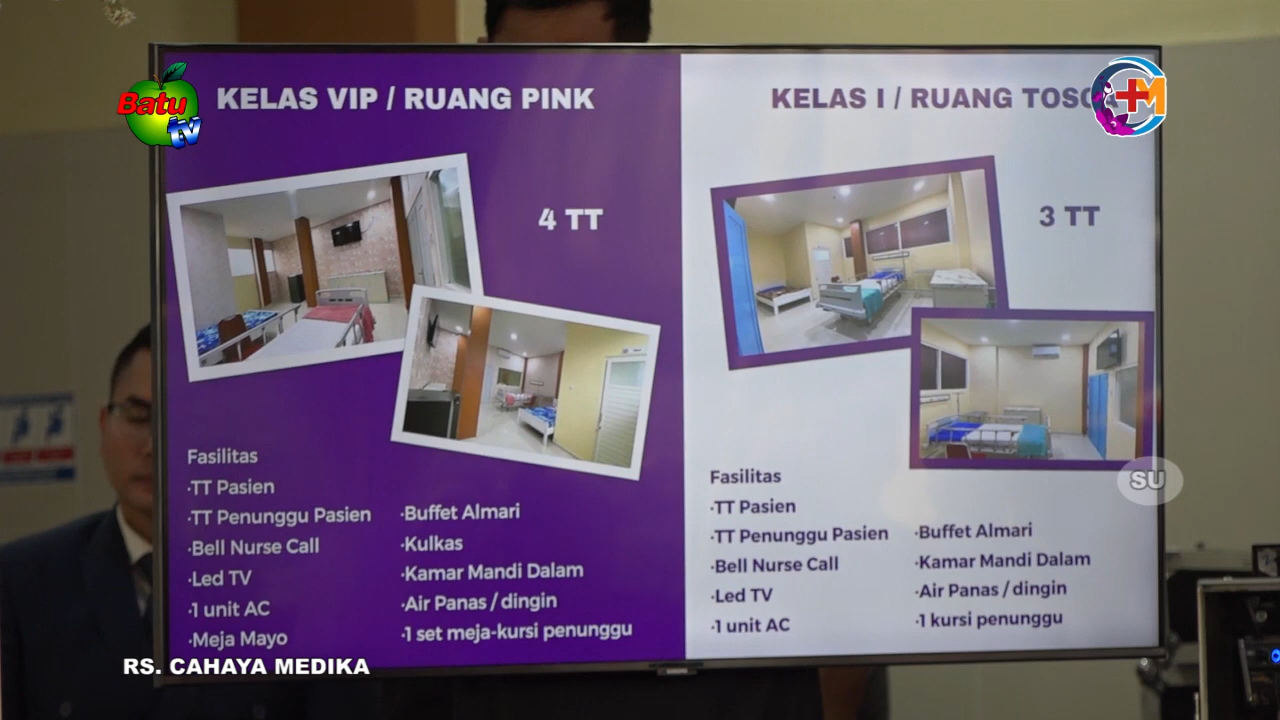 Batu
tv
KELAS VIP / RUANG PINK
4 TT
Fasilitas
·TT Pasien
·TT Penunggu Pasien
·Bell Nurse Call
·Led TV
·1 unit AC
·Meja Mayo
·Buffet Almari
·Kulkas
·Kamar Mandi Dalam
·Air Panas / dingin
·1 set meja-kursi penunggu
KELAS I / RUANG TOSCA
M
3 TT
Fasilitas
·TT Pasien
·TT Penunggu Pasien
·Bell Nurse Call
·Led TV
·1 unit AC
·Buffet Almari
·Kamar Mandi Dalam
·Air Panas / dingin
·1 kursi penunggu
SU
RS. CAHAYA MEDIKA